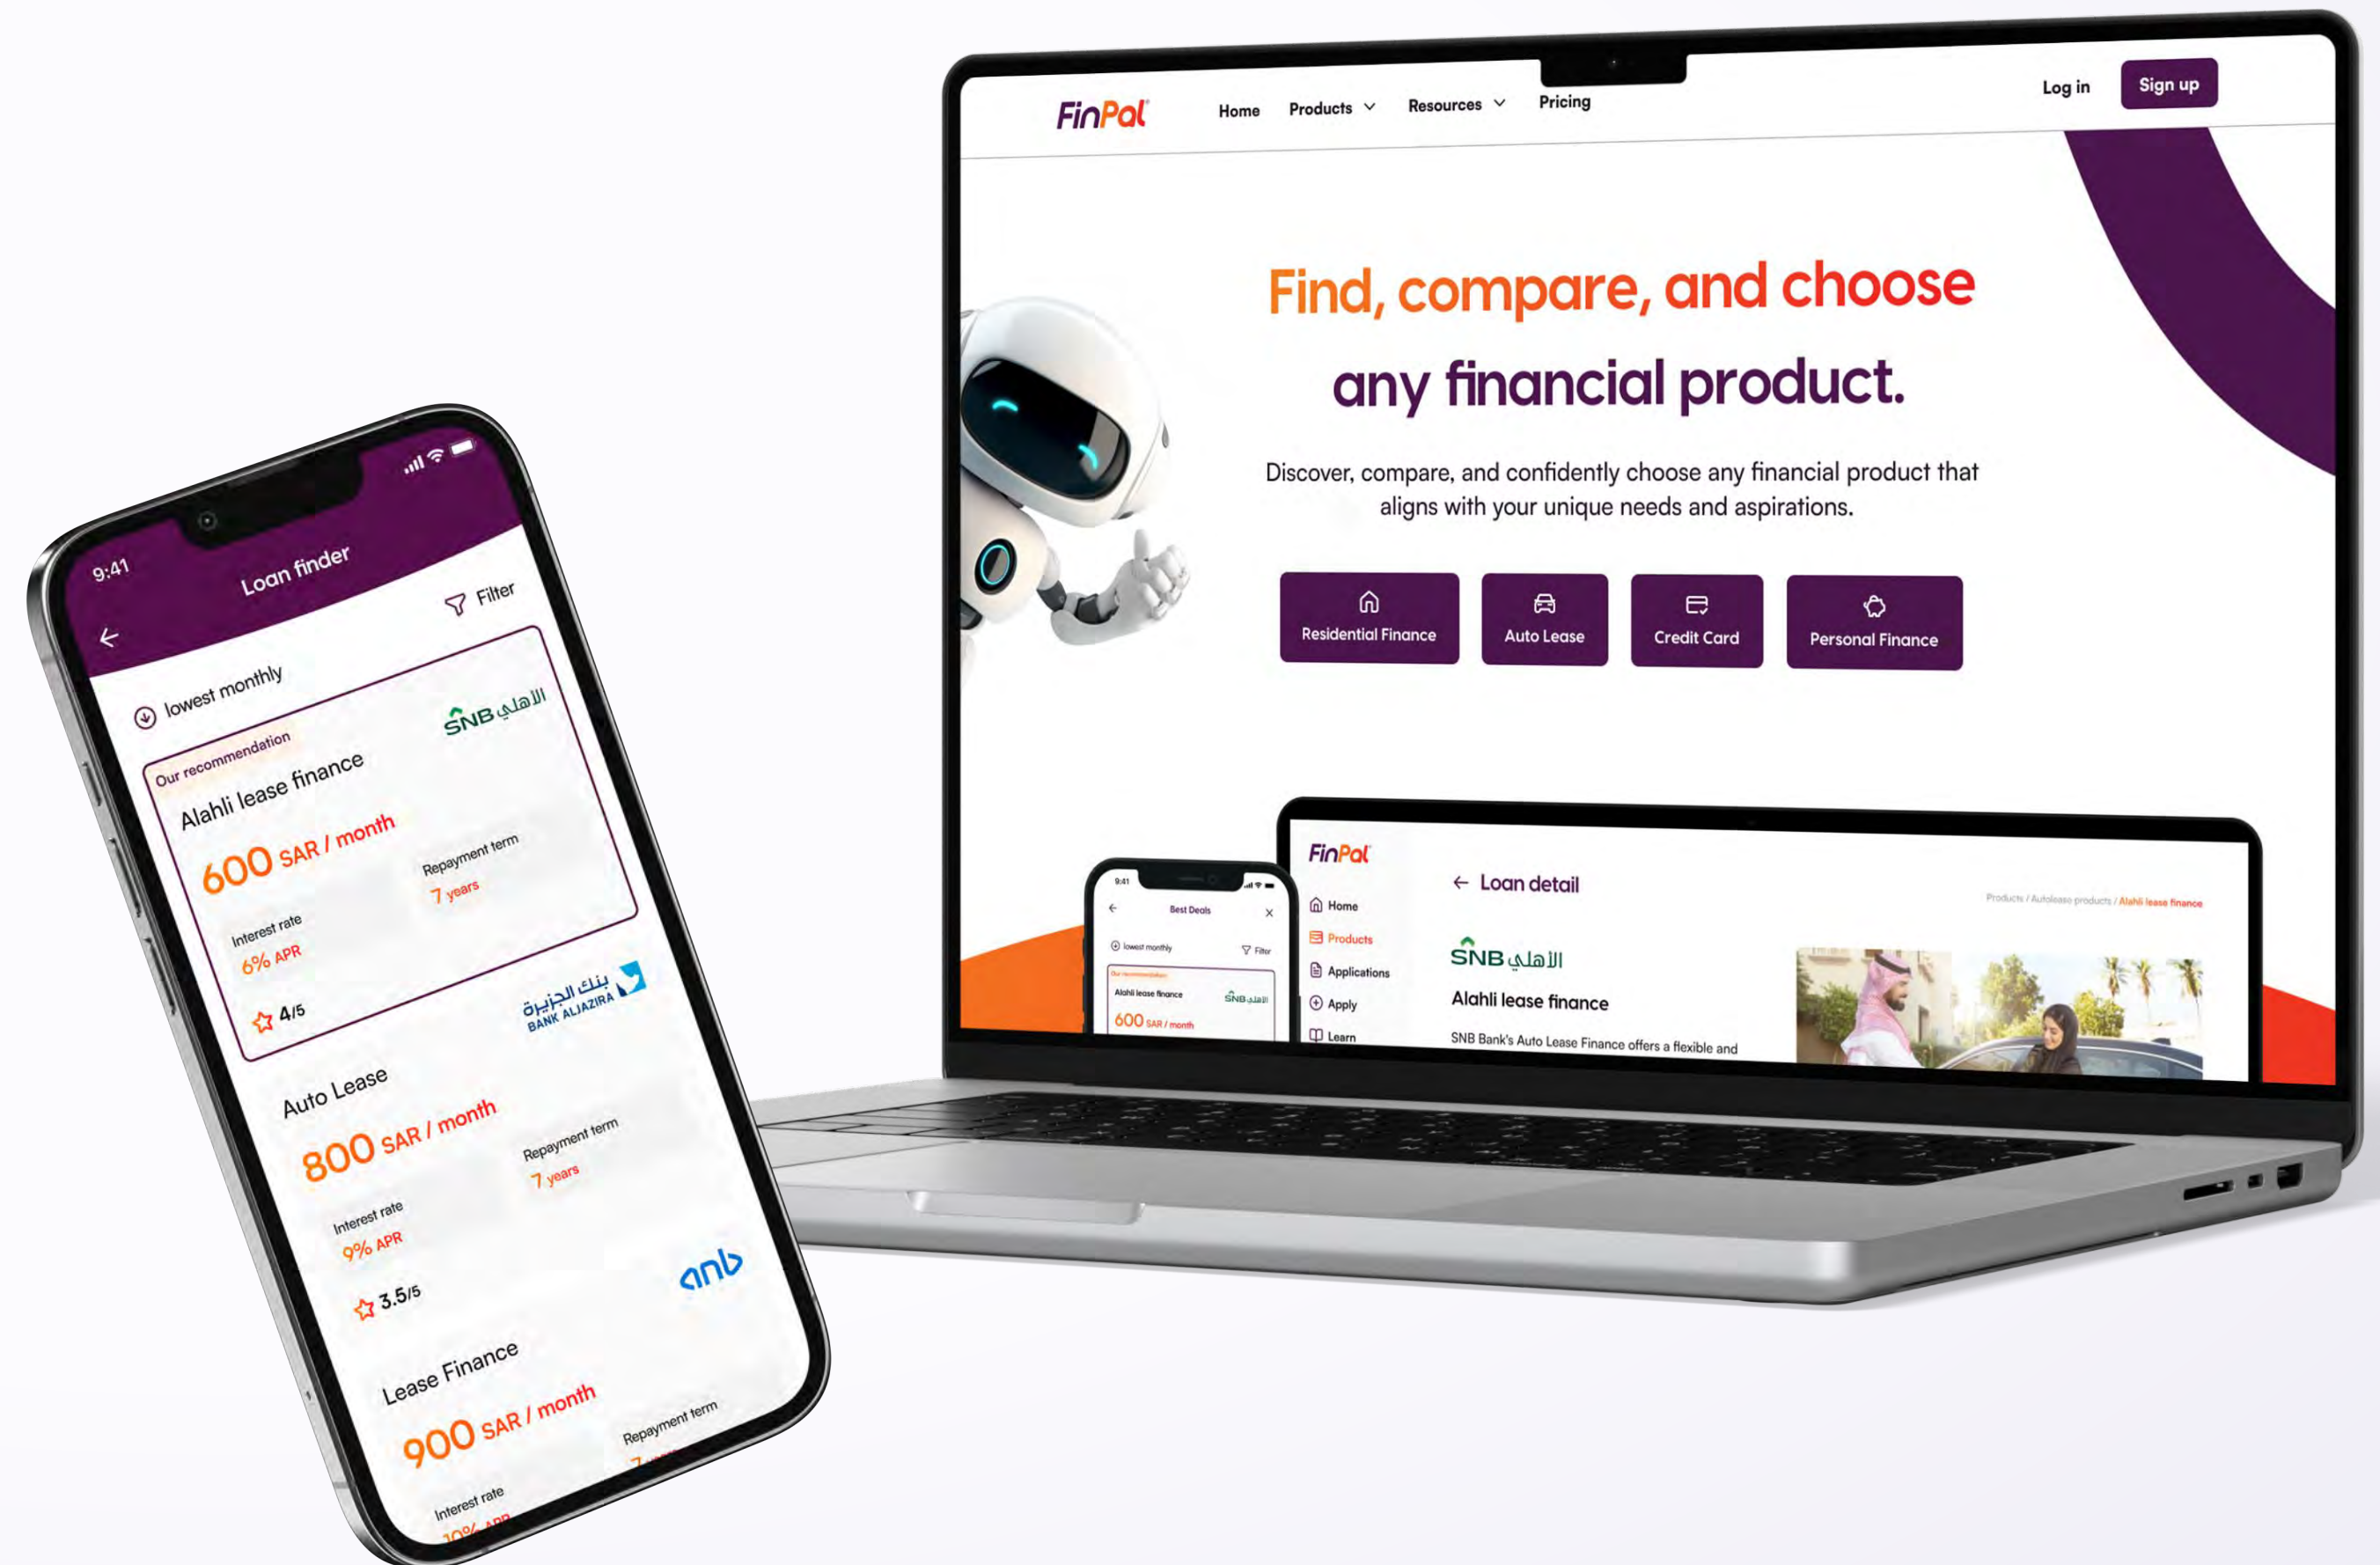 9:41
Loan finder
Filter
lowest monthly
Our recommendation
SNB الأهلي
Alahli lease finance
600 SAR / month
Interest rate
6% APR
Repayment term
7 years
4/5
بنك الجزيرة
BANK ALJAZIRA
Auto Lease
800 SAR / month
Interest rate
9% APR
Repayment term
7 years
3.5/5
anb
Lease Finance
900 SAR / month
Interest rate
10% APR
Repayment term
7
FinPal
Home
Products
Resources
Pricing
Log in
Sign up
Find, compare, and choose
any financial product.
Discover, compare, and confidently choose any financial product that
aligns with your unique needs and aspirations.
Residential Finance
Auto Lease
Credit Card
Personal Finance
9:41
Best Deals
lowest monthly
Filter
Our recommendation
Alahli lease finance
SNB الأهلي
600 SAR / month
FinPal
Home
Products
Applications
Apply
Learn
Loan detail
Products / Autolease products / Alahli lease finance
SNB الأهلي
Alahli lease finance
SNB Bank's Auto Lease Finance offers a flexible and